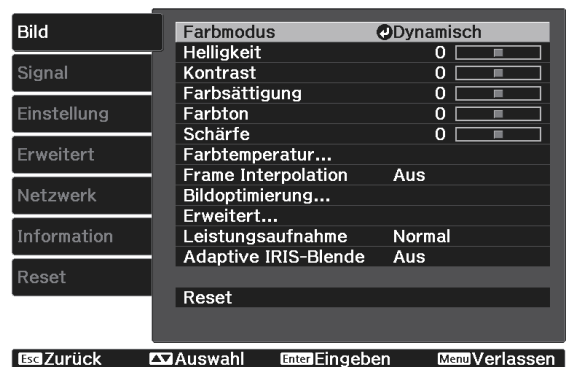 Bild
Signal
Einstellung
Erweitert
Netzwerk
Information
Reset
Farbmodus Dynamisch
Helligkeit 0
Kontrast 0
Farbsättigung 0
Farbton 0
Schärfe 0
Farbtemperatur...
Frame Interpolation Aus
Bildoptimierung...
Erweitert...
Leistungsaufnahme Normal
Adaptive IRIS-Blende Aus
Reset
Esc Zurück Auswahl Enter Eingeben Menu Verlassen